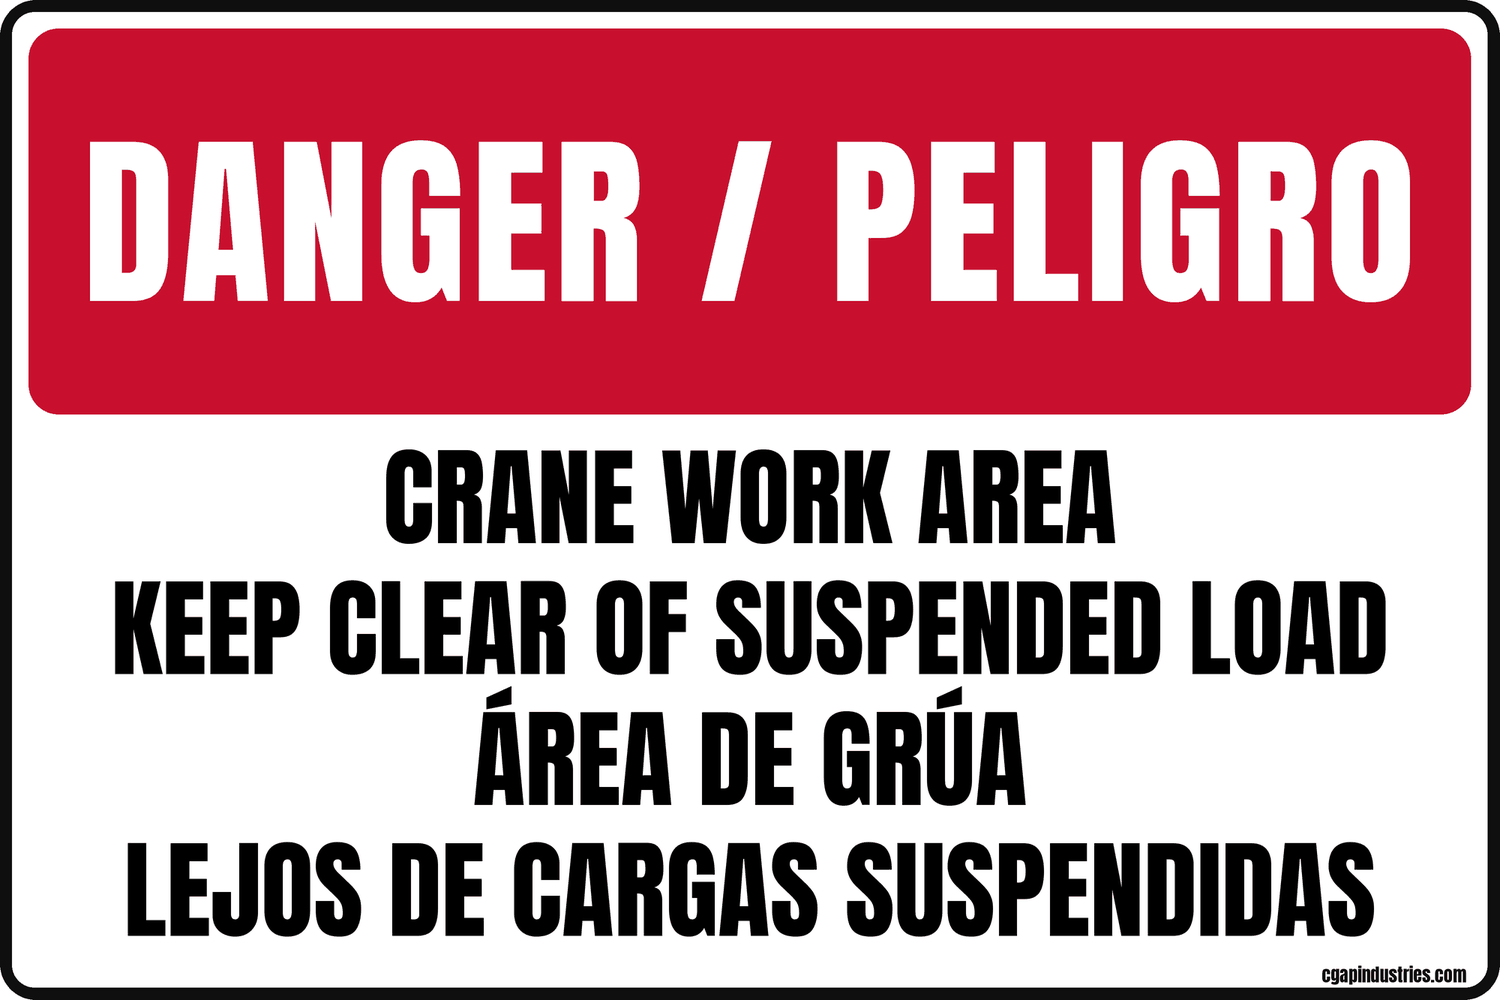 DANGER / PELIGRO
CRANE WORK AREA
KEEP CLEAR OF SUSPENDED LOAD
ÁREA DE GRÚA
LEJOS DE CARGAS SUSPENDIDAS
cgapindustries.com